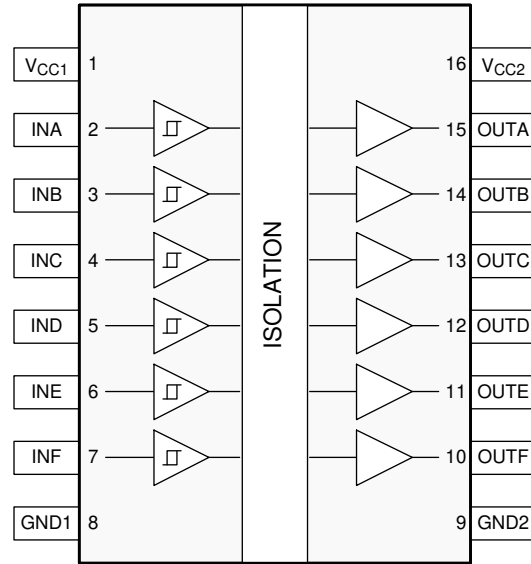 VCC1 1 16 VCC2
INA 2 15 OUTA
INB 3 14 OUTB
INC 4 13 OUTC
IND 5 12 OUTD
INE 6 11 OUTE
INF 7 10 OUTF
GND1 8 9 GND2
ISOLATION